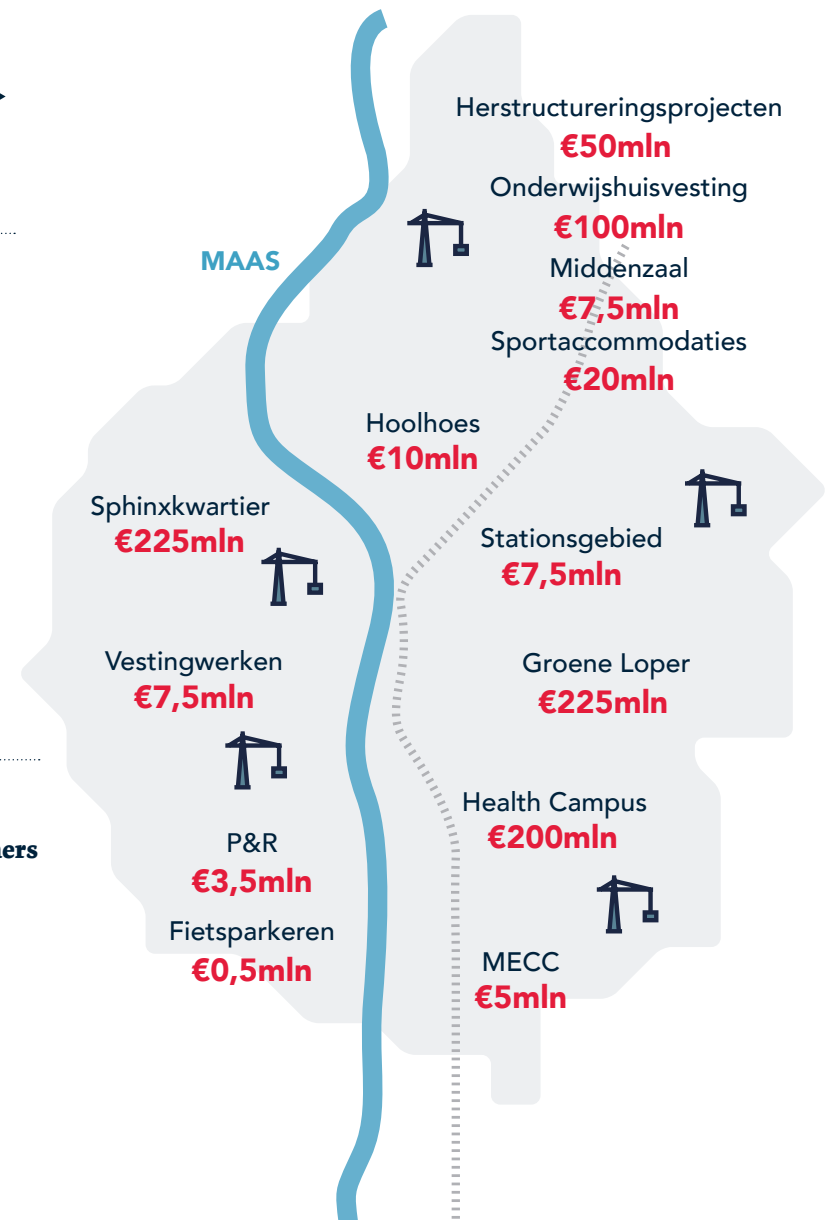 Herstructureringsprojecten
€50mln
Onderwijshuisvesting
€100mln
MAAS
Middenzaal
€7,5mln
Sportaccommodaties
€20mln
Hoolhoes
€10mln
Sphinxkwartier
€225mln
Stationsgebied
€7,5mln
Vestingwerken
€7,5mln
Groene Loper
€225mln
Health Campus
€200mln
P&R
€3,5mln
Fietsparkeren
€0,5mln
MECC
€5mln